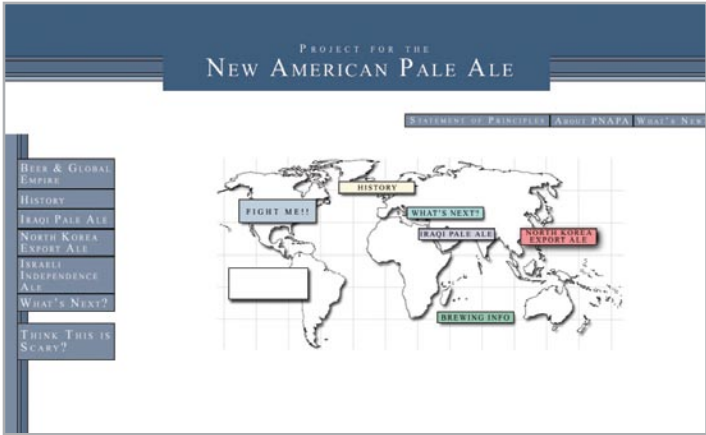 PROJECT FOR THE
NEW AMERICAN PALE ALE
STATEMENT OF PRINCIPLES ABOUT PNAPA WHAT'S NEW?
BEER & GLOBAL
EMPIRE
HISTORY
IRAQI PALE ALE
NORTH KOREA
EXPORT ALE
ISRAELI
INDEPENDENCE
ALE
WHAT'S NEXT?
THINK THIS IS
SCARY?
HISTORY
FIGHT ME!!
WHAT'S NEXT?
IRAQI PALE ALE
NORTH KOREA
EXPORT ALE
BREWING INFO